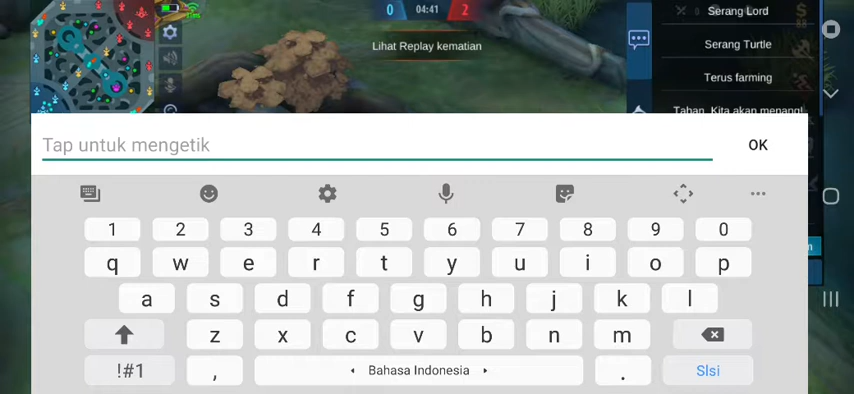 0 04:41 2
Lihat Replay kematian
Serang Lord
Serang Turtle
Terus farming
Tahan, Kita akan menang!
Tap untuk mengetik
OK
1 2 3 4 5 6 7 8 9 0
q w e r t y u i o p
a s d f g h j k l
z x c v b n m
!#1 , Bahasa Indonesia . SIsi